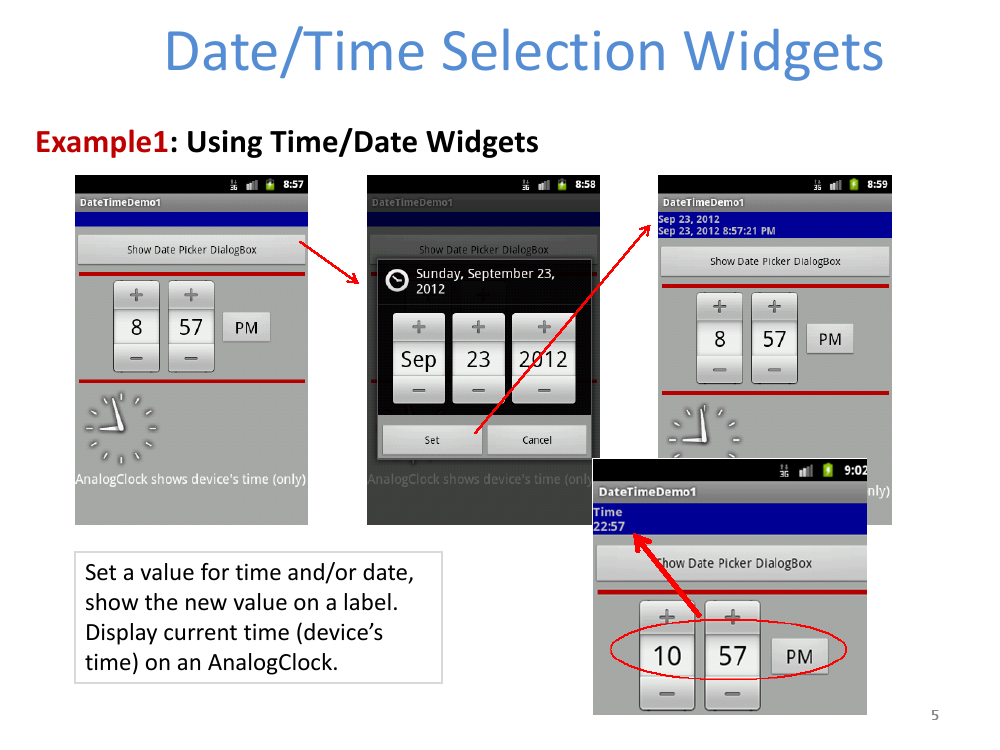 Date/Time Selection Widgets
Example1: Using Time/Date Widgets
3G 8:57
DateTimeDemo1
Show Date Picker DialogBox
+ +
8 57 PM
− −
AnalogClock shows device's time (only)
3G 8:58
DateTimeDemo1
Show Date Picker DialogBox
Sunday, September 23,
2012
+ + +
Sep 23 2012
− − −
Set Cancel
AnalogClock shows device's time (only
3G 8:59
DateTimeDemo1
Sep 23, 2012
Sep 23, 2012 8:57:21 PM
Show Date Picker DialogBox
+ +
8 57 PM
− −
nly)
3G 9:02
DateTimeDemo1
Time
22:57
Show Date Picker DialogBox
+ +
10 57 PM
− −
Set a value for time and/or date,
show the new value on a label.
Display current time (device’s
time) on an AnalogClock.
5